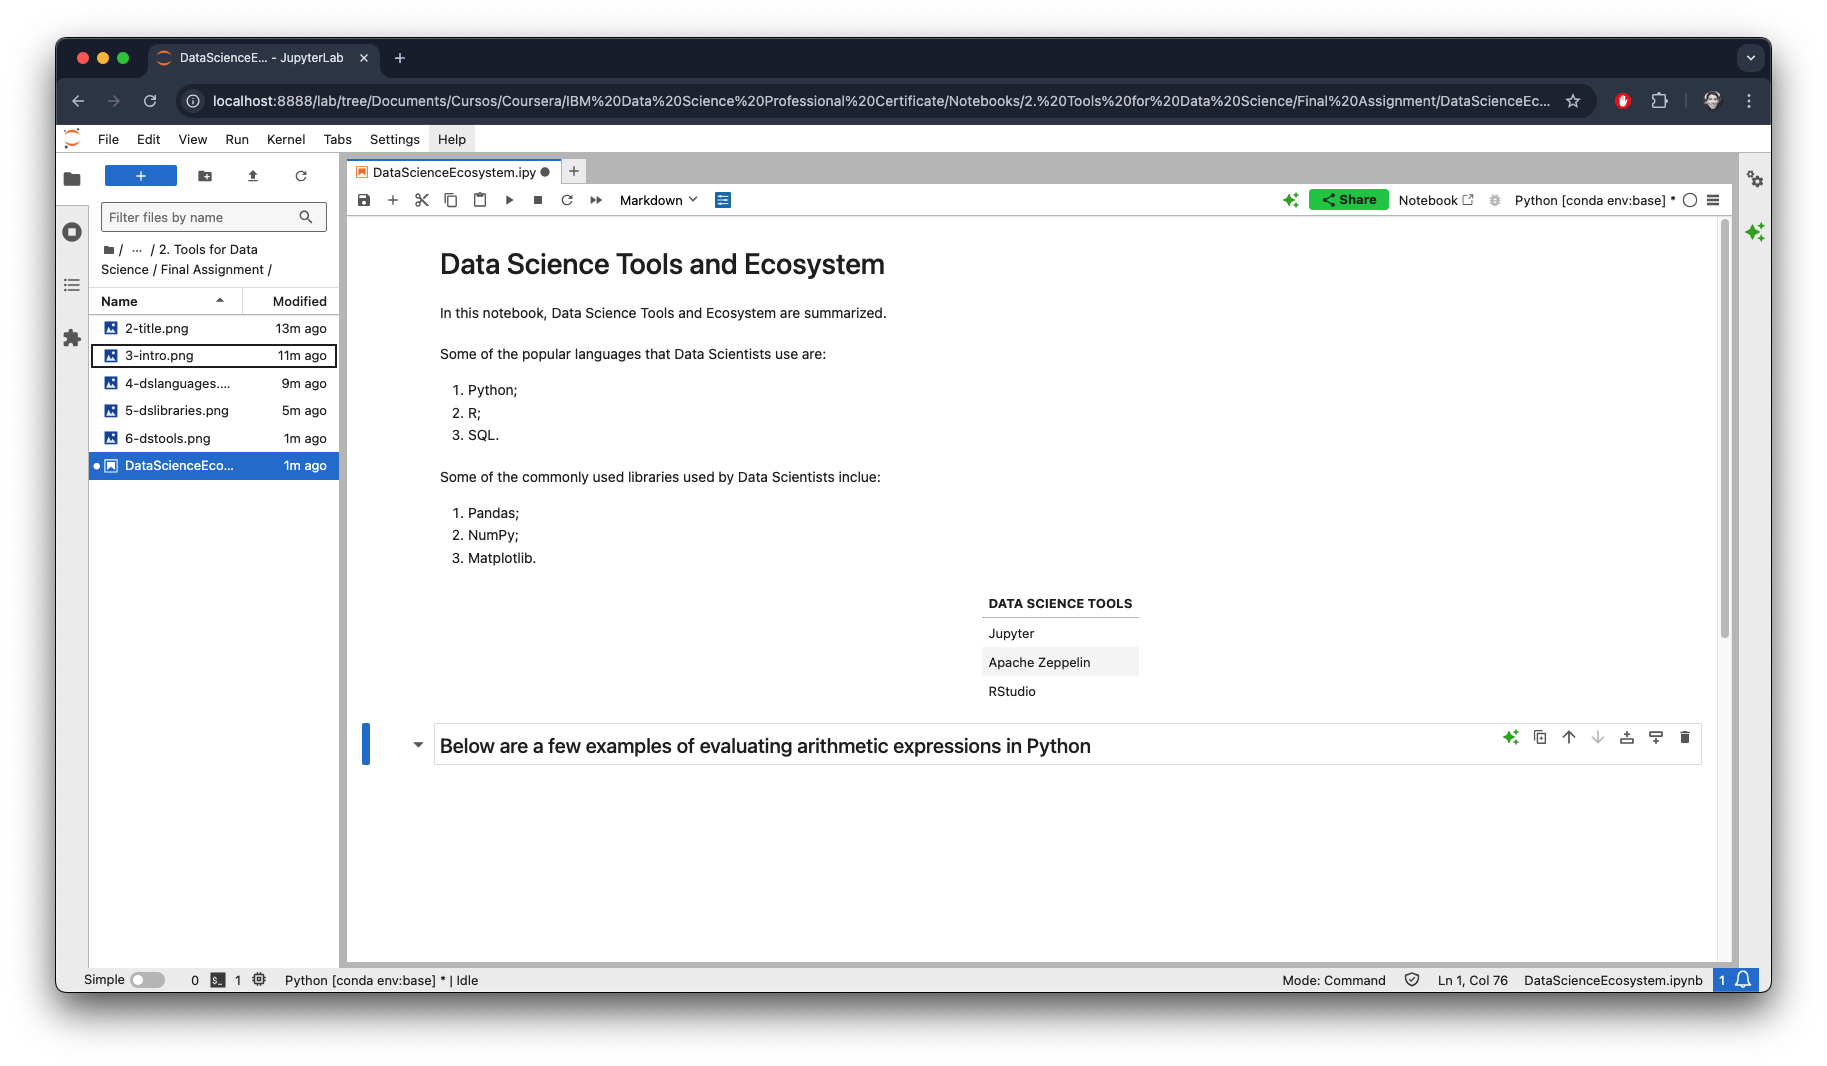 DataScienceE... - JupyterLab
localhost:8888/lab/tree/Documents/Cursos/Coursera/IBM%20Data%20Science%20Professional%20Certificate/Notebooks/2.%20Tools%20for%20Data%20Science/Final%20Assignment/DataScienceEc...
File Edit View Run Kernel Tabs Settings Help
DataScienceEcosystem.ipy
Markdown
Share Notebook Python [conda env:base] *
Filter files by name
/ ... / 2. Tools for Data
Science / Final Assignment /
Name Modified
2-title.png 13m ago
3-intro.png 11m ago
4-dslanguages.... 9m ago
5-dslibraries.png 5m ago
6-dstools.png 1m ago
DataScienceEco... 1m ago
Data Science Tools and Ecosystem
In this notebook, Data Science Tools and Ecosystem are summarized.
Some of the popular languages that Data Scientists use are:
1. Python;
2. R;
3. SQL.
Some of the commonly used libraries used by Data Scientists inclue:
1. Pandas;
2. NumPy;
3. Matplotlib.
DATA SCIENCE TOOLS
Jupyter
Apache Zeppelin
RStudio
Below are a few examples of evaluating arithmetic expressions in Python
Simple 0 $_ 1 Python [conda env:base] * | Idle Mode: Command Ln 1, Col 76 DataScienceEcosystem.ipynb 1